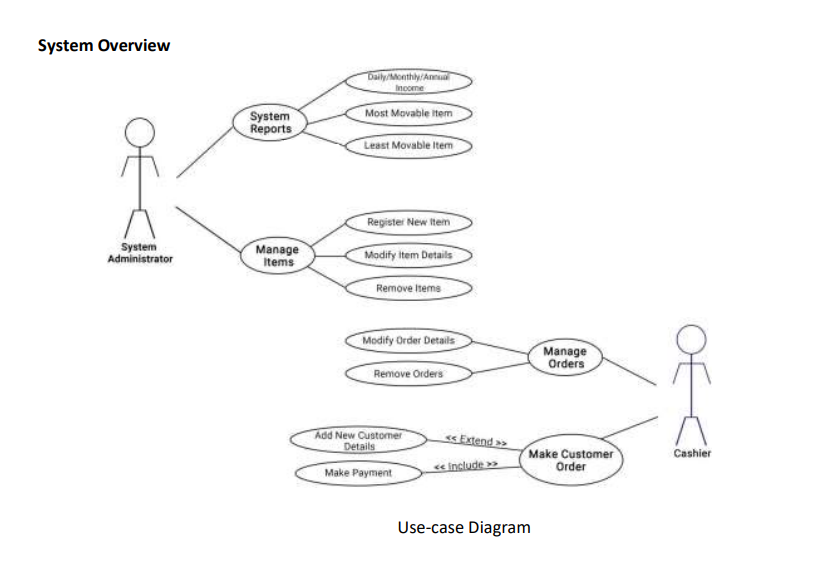 System Overview
Daily/Monthly/Annual
Income
System
Reports
Most Movable Item
Least Movable Item
System
Administrator
Register New Item
Manage
Items
Modify Item Details
Remove Items
Modify Order Details
Manage
Orders
Remove Orders
Add New Customer
Details
<< Extend >>
Make Customer
Order
Cashier
Make Payment
<< Include >>
Use-case Diagram